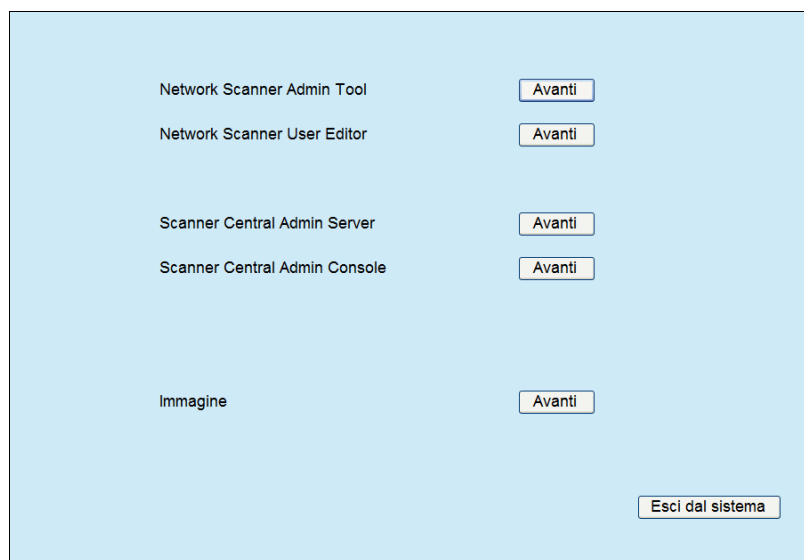 Network Scanner Admin Tool Avanti
Network Scanner User Editor Avanti
Scanner Central Admin Server Avanti
Scanner Central Admin Console Avanti
Immagine Avanti
Esci dal sistema